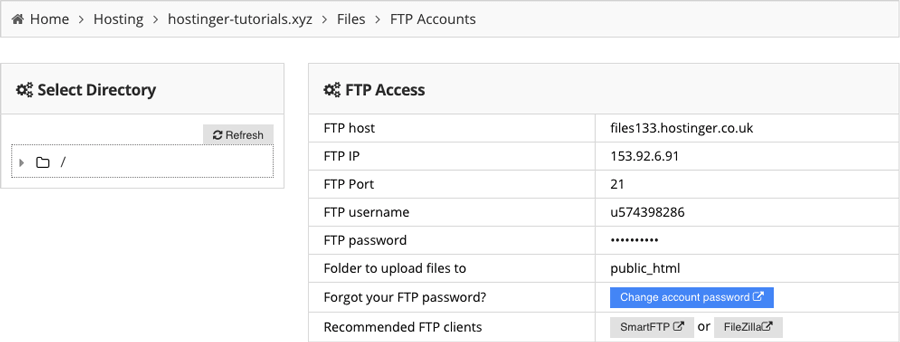 Home > Hosting > hostinger-tutorials.xyz > Files > FTP Accounts
Select Directory
Refresh
/
FTP Access
FTP host files133.hostinger.co.uk
FTP IP 153.92.6.91
FTP Port 21
FTP username u574398286
FTP password ••••••••••
Folder to upload files to public_html
Forgot your FTP password? Change account password
Recommended FTP clients SmartFTP or FileZilla